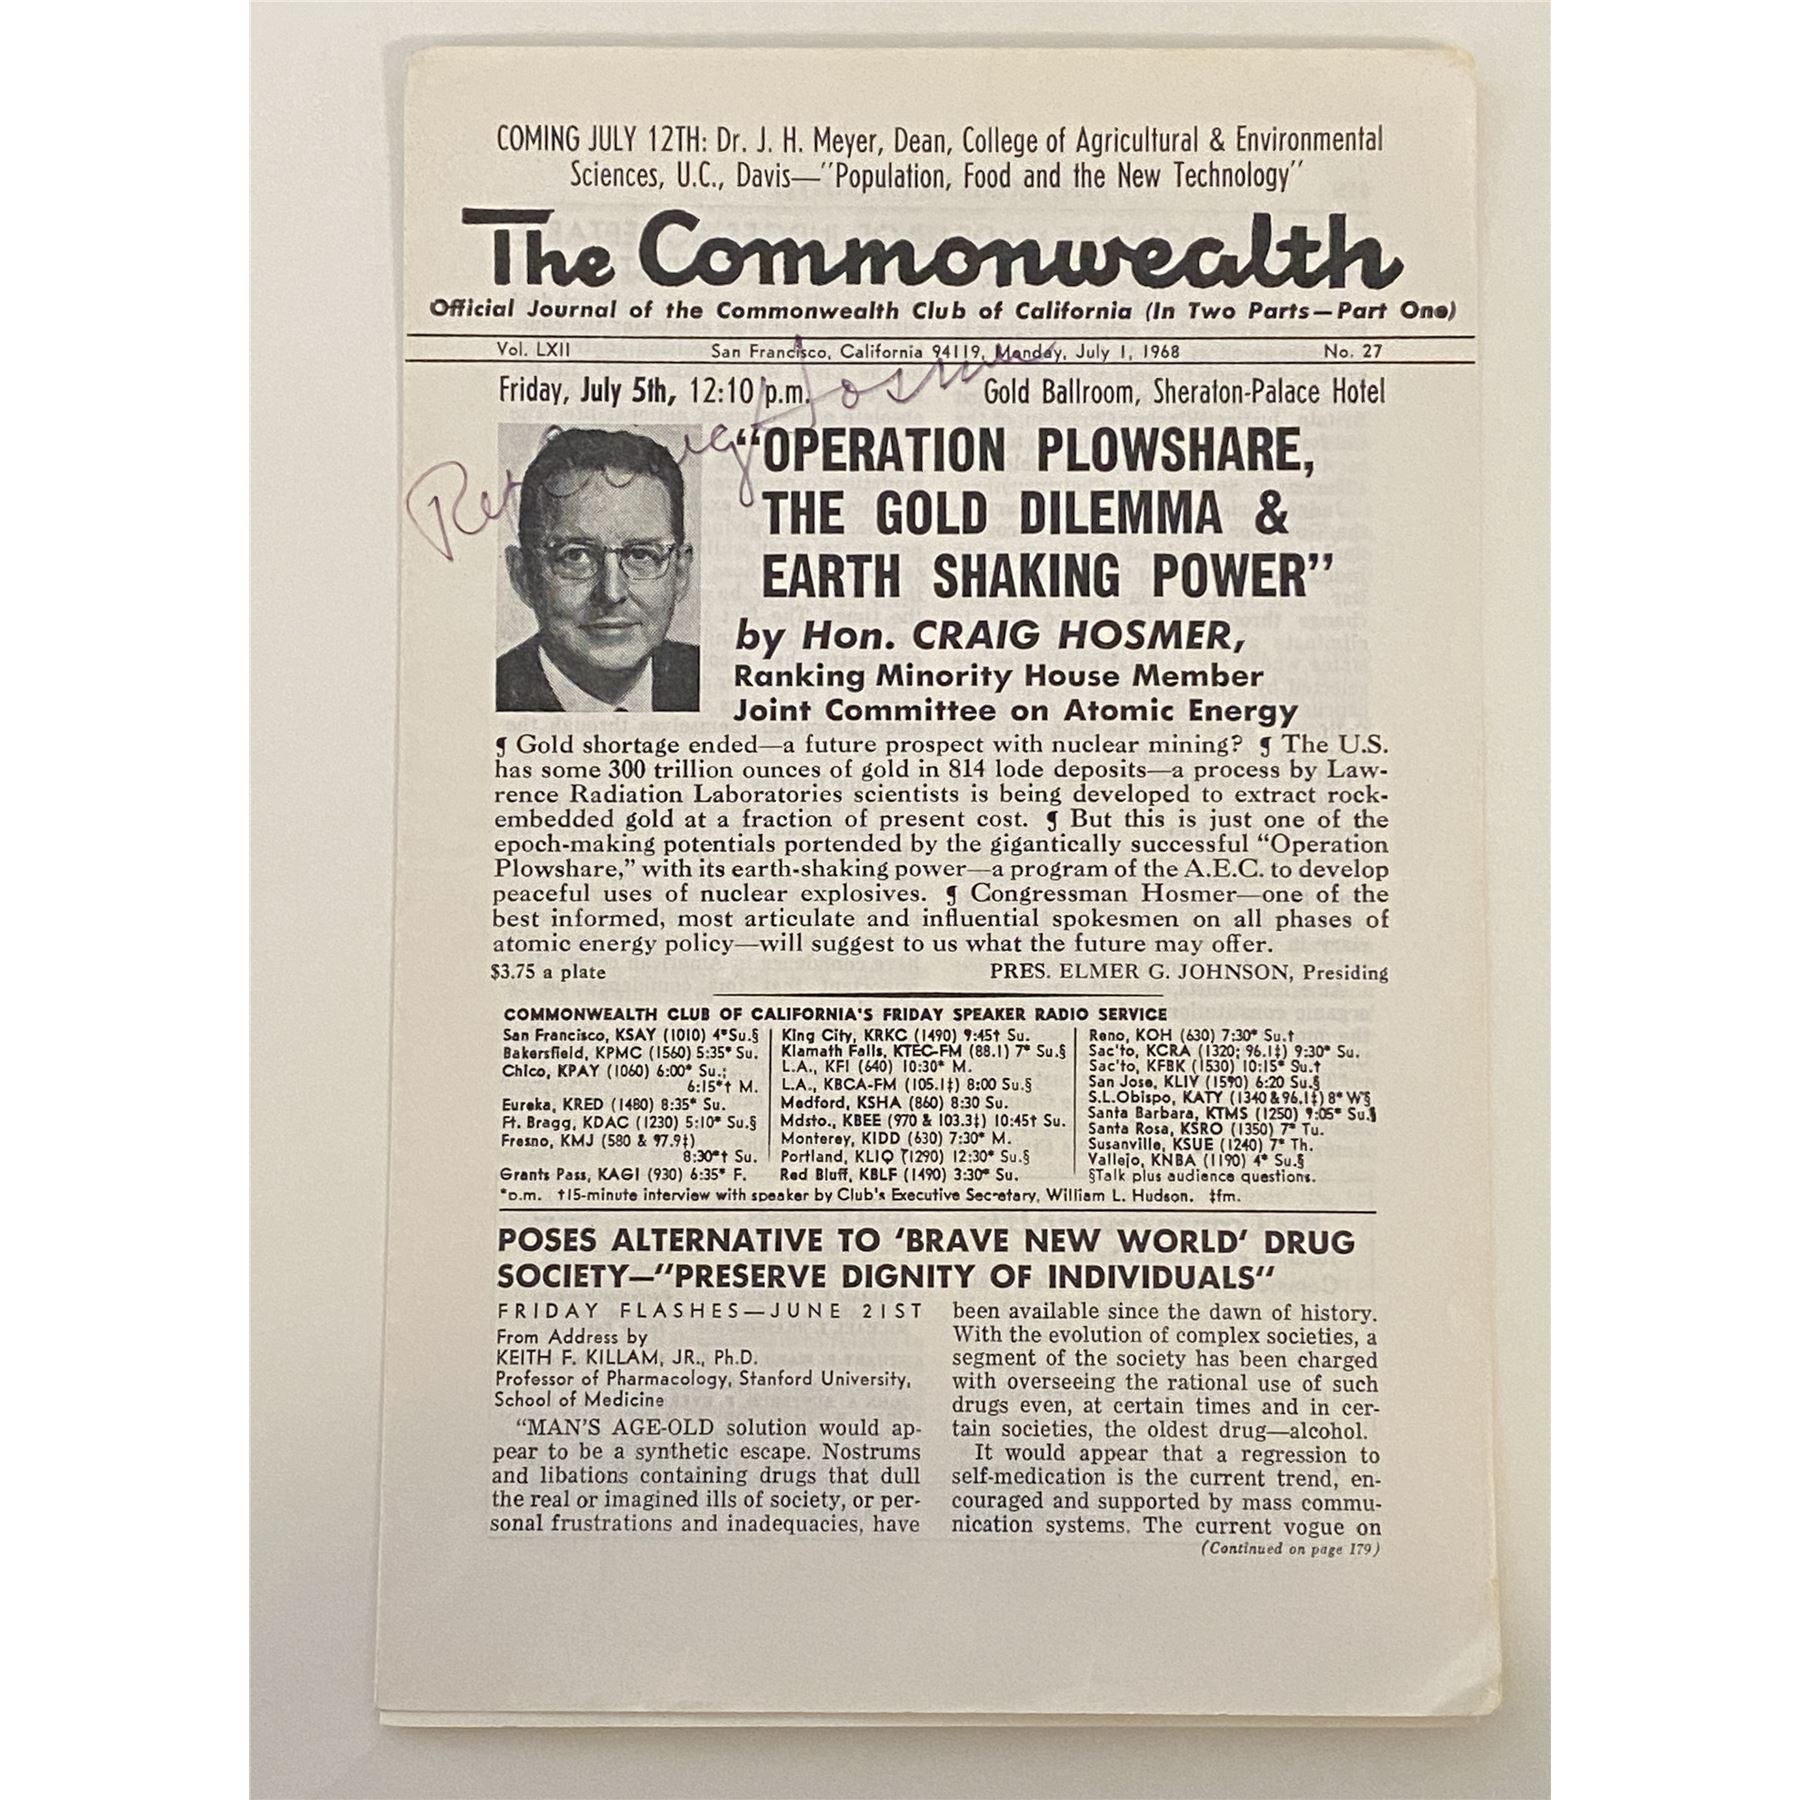 COMING JULY 12TH: Dr. J. H. Meyer, Dean, College of Agricultural & Environmental
Sciences, U.C., Davis—"Population, Food and the New Technology"
The Commonwealth
Official Journal of the Commonwealth Club of California (In Two Parts—Part One)
Vol. LXII San Francisco, California 94119, Monday, July 1, 1968 No. 27
Friday, July 5th, 12:10 p.m. Gold Ballroom, Sheraton-Palace Hotel
Rep Craig Hosmer
"OPERATION PLOWSHARE,
THE GOLD DILEMMA &
EARTH SHAKING POWER"
by Hon. CRAIG HOSMER,
Ranking Minority House Member
Joint Committee on Atomic Energy
¶ Gold shortage ended—a future prospect with nuclear mining? ¶ The U.S.
has some 300 trillion ounces of gold in 814 lode deposits—a process by Law-
rence Radiation Laboratories scientists is being developed to extract rock-
embedded gold at a fraction of present cost. ¶ But this is just one of the
epoch-making potentials portended by the gigantically successful "Operation
Plowshare," with its earth-shaking power—a program of the A.E.C. to develop
peaceful uses of nuclear explosives. ¶ Congressman Hosmer—one of the
best informed, most articulate and influential spokesmen on all phases of
atomic energy policy—will suggest to us what the future may offer.
$3.75 a plate PRES. ELMER G. JOHNSON, Presiding
COMMONWEALTH CLUB OF CALIFORNIA'S FRIDAY SPEAKER RADIO SERVICE
San Francisco, KSAY (1010) 4*Su.§
Bakersfield, KPMC (1560) 5:35* Su.
Chico, KPAY (1060) 6:00* Su.;
6:15*† M.
Eureka, KRED (1480) 8:35* Su.
Ft. Bragg, KDAC (1230) 5:10* Su.§
Fresno, KMJ (580 & 97.9‡)
8:30*† Su.
Grants Pass, KAGI (930) 6:35* F.
King City, KRKC (1490) 9:45† Su.
Klamath Falls, KTEC-FM (88.1) 7* Su.§
L.A., KFI (640) 10:30* M.
L.A., KBCA-FM (105.1‡) 8:00 Su.§
Medford, KSHA (860) 8:30 Su.
Mdsto., KBEE (970 & 103.3‡) 10:45† Su.
Monterey, KIDD (630) 7:30* M.
Portland, KLIQ (1290) 12:30* Su.§
Red Bluff, KBLF (1490) 3:30* Su.
Reno, KOH (630) 7:30* Su.†
Sac'to, KCRA (1320; 96.1‡) 9:30* Su.
Sac'to, KFBK (1530) 10:15* Su.†
San Jose, KLIV (1590) 6:20 Su.§
S.L.Obispo, KATY (1340&96.1‡) 8* W§
Santa Barbara, KTMS (1250) 9:05* Su.§
Santa Rosa, KSRO (1350) 7* Tu.
Susanville, KSUE (1240) 7* Th.
Vallejo, KNBA (1190) 4* Su.§
§Talk plus audience questions.
*p.m. †15-minute interview with speaker by Club's Executive Secretary, William L. Hudson. ‡fm.
POSES ALTERNATIVE TO 'BRAVE NEW WORLD' DRUG
SOCIETY—"PRESERVE DIGNITY OF INDIVIDUALS"
FRIDAY FLASHES—JUNE 21ST
From Address by
KEITH F. KILLAM, JR., Ph.D.
Professor of Pharmacology, Stanford University,
School of Medicine
"MAN'S AGE-OLD solution would ap-
pear to be a synthetic escape. Nostrums
and libations containing drugs that dull
the real or imagined ills of society, or per-
sonal frustrations and inadequacies, have
been available since the dawn of history.
With the evolution of complex societies, a
segment of the society has been charged
with overseeing the rational use of such
drugs even, at certain times and in cer-
tain societies, the oldest drug—alcohol.
It would appear that a regression to
self-medication is the current trend, en-
couraged and supported by mass commu-
nication systems. The current vogue on
(Continued on page 179)